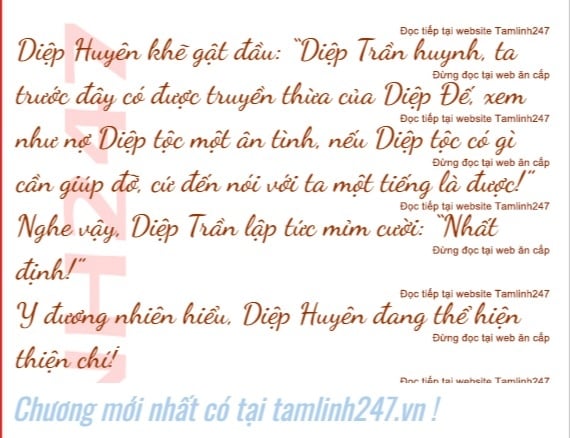 Đọc tiếp tại website Tamlinh247
Diệp Huyên khẽ gật đầu: “Diệp Trần huynh, ta
Đừng đọc tại web ăn cắp
trước đây có được truyền thừa của Diệp Đế, xem
Đọc tiếp tại website Tamlinh247
như nợ Diệp tộc một ân tình, nếu Diệp tộc có gì
Đừng đọc tại web ăn cắp
cần giúp đỡ, cứ đến nói với ta một tiếng là được!”
Đọc tiếp tại website Tamlinh247
Nghe vậy, Diệp Trần lập tức mỉm cười: “Nhất
Đừng đọc tại web ăn cắp
định!”
Đọc tiếp tại website Tamlinh247
Y đương nhiên hiểu, Diệp Huyên đang thể hiện
Đừng đọc tại web ăn cắp
thiện chí!
Đọc tiếp tại website Tamlinh247
NH247
Chương mới nhất có tại tamlinh247.vn !